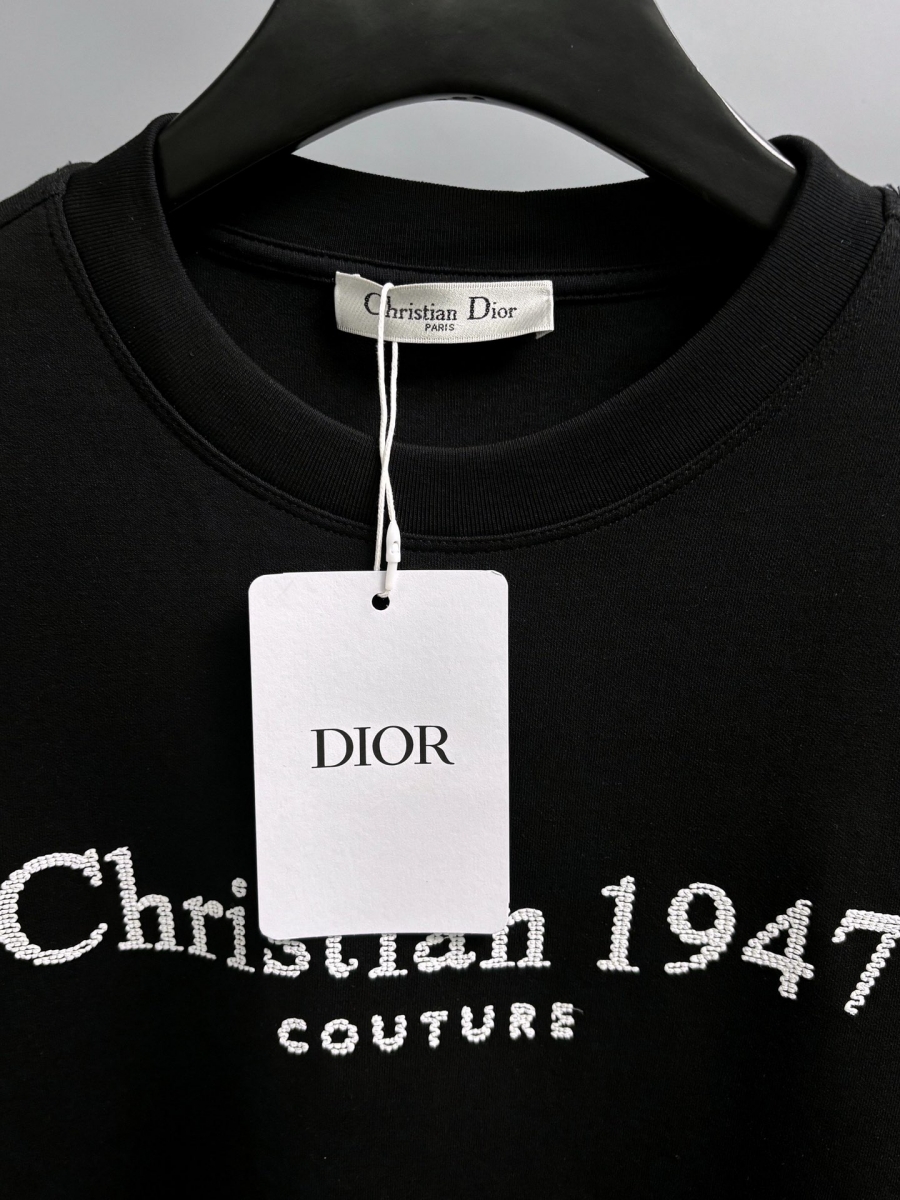 Christian Dior
PARIS
DIOR
Christian 1947
COUTURE